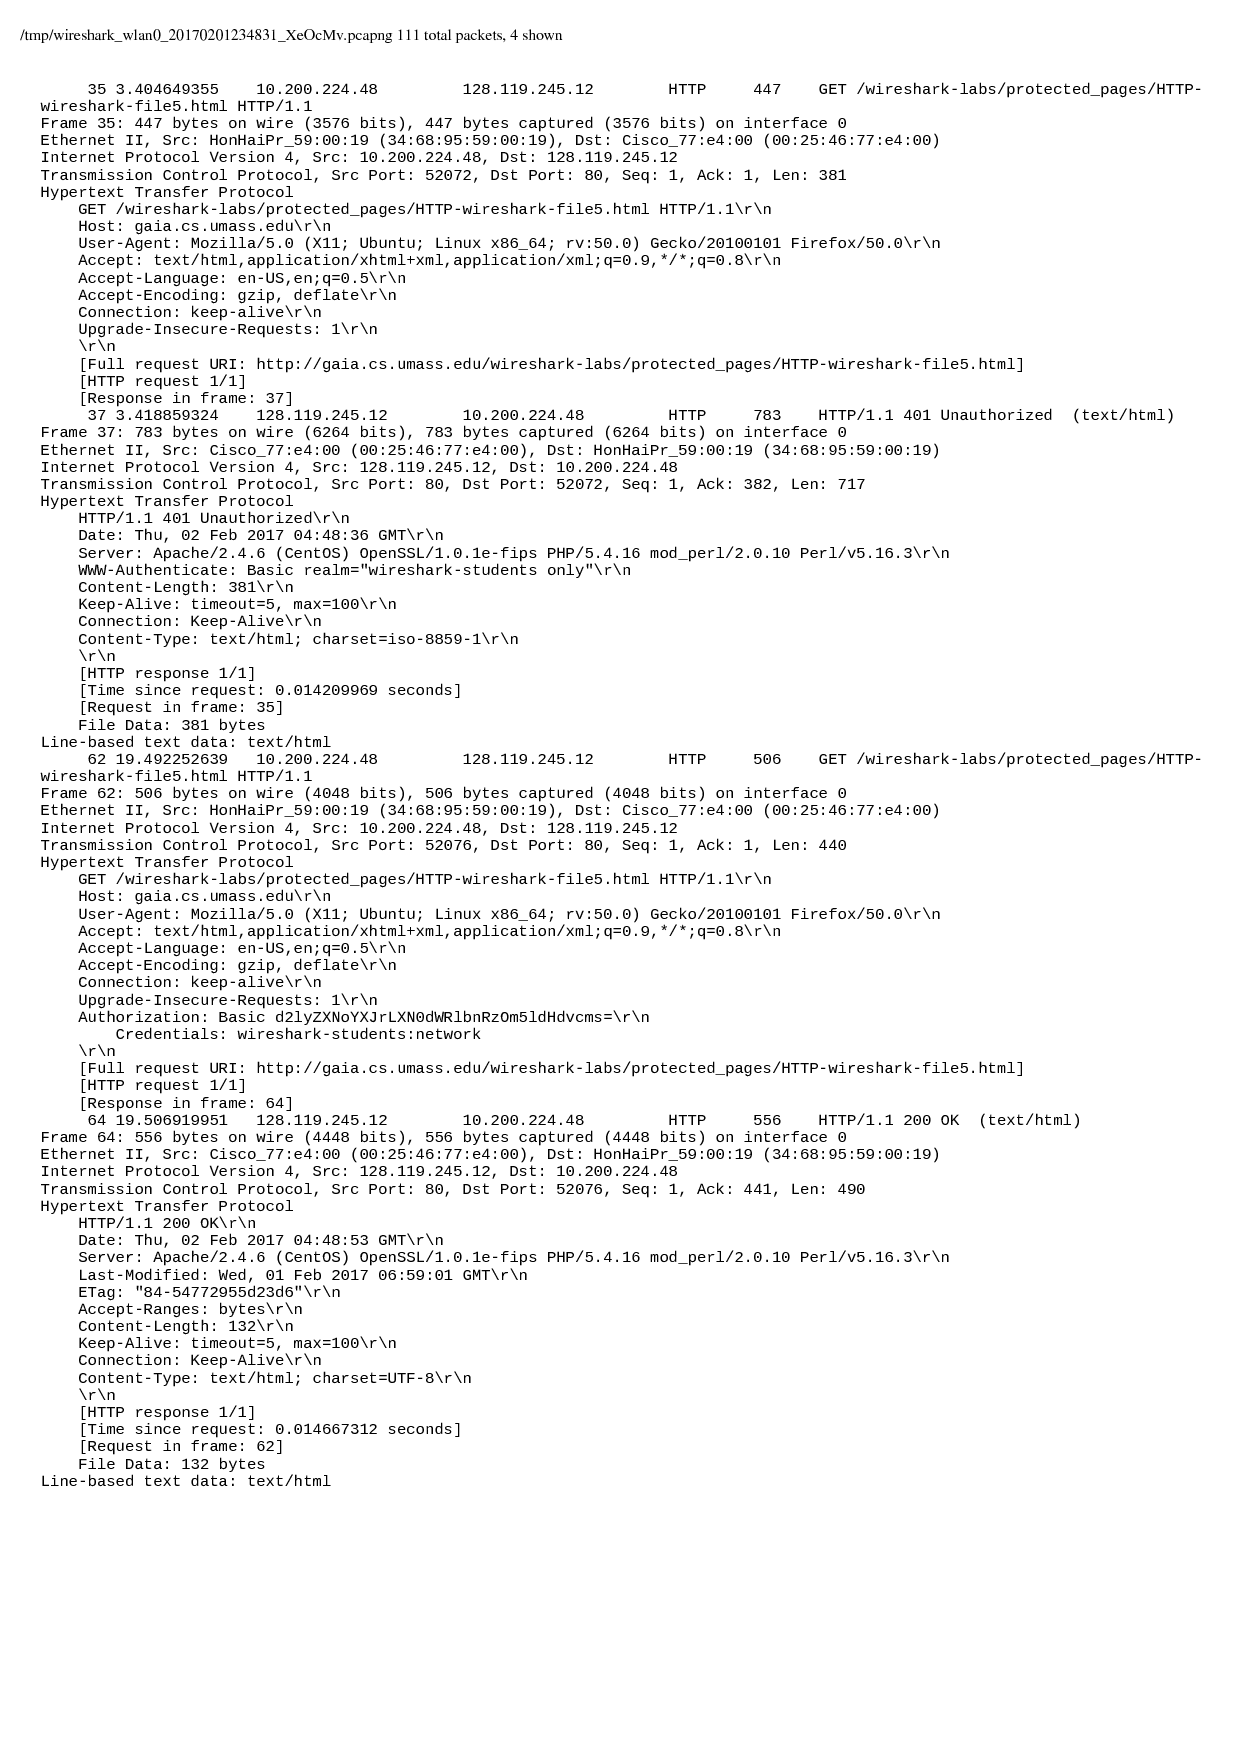 /tmp/wireshark_wlan0_20170201234831_XeOcMv.pcapng 111 total packets, 4 shown
35 3.404649355 10.200.224.48 128.119.245.12 HTTP 447 GET /wireshark-labs/protected_pages/HTTP-
wireshark-file5.html HTTP/1.1
Frame 35: 447 bytes on wire (3576 bits), 447 bytes captured (3576 bits) on interface 0
Ethernet II, Src: HonHaiPr_59:00:19 (34:68:95:59:00:19), Dst: Cisco_77:e4:00 (00:25:46:77:e4:00)
Internet Protocol Version 4, Src: 10.200.224.48, Dst: 128.119.245.12
Transmission Control Protocol, Src Port: 52072, Dst Port: 80, Seq: 1, Ack: 1, Len: 381
Hypertext Transfer Protocol
GET /wireshark-labs/protected_pages/HTTP-wireshark-file5.html HTTP/1.1\r\n
Host: gaia.cs.umass.edu\r\n
User-Agent: Mozilla/5.0 (X11; Ubuntu; Linux x86_64; rv:50.0) Gecko/20100101 Firefox/50.0\r\n
Accept: text/html,application/xhtml+xml,application/xml;q=0.9,*/*;q=0.8\r\n
Accept-Language: en-US,en;q=0.5\r\n
Accept-Encoding: gzip, deflate\r\n
Connection: keep-alive\r\n
Upgrade-Insecure-Requests: 1\r\n
\r\n
[Full request URI: http://gaia.cs.umass.edu/wireshark-labs/protected_pages/HTTP-wireshark-file5.html]
[HTTP request 1/1]
[Response in frame: 37]
37 3.418859324 128.119.245.12 10.200.224.48 HTTP 783 HTTP/1.1 401 Unauthorized (text/html)
Frame 37: 783 bytes on wire (6264 bits), 783 bytes captured (6264 bits) on interface 0
Ethernet II, Src: Cisco_77:e4:00 (00:25:46:77:e4:00), Dst: HonHaiPr_59:00:19 (34:68:95:59:00:19)
Internet Protocol Version 4, Src: 128.119.245.12, Dst: 10.200.224.48
Transmission Control Protocol, Src Port: 80, Dst Port: 52072, Seq: 1, Ack: 382, Len: 717
Hypertext Transfer Protocol
HTTP/1.1 401 Unauthorized\r\n
Date: Thu, 02 Feb 2017 04:48:36 GMT\r\n
Server: Apache/2.4.6 (CentOS) OpenSSL/1.0.1e-fips PHP/5.4.16 mod_perl/2.0.10 Perl/v5.16.3\r\n
WWW-Authenticate: Basic realm="wireshark-students only"\r\n
Content-Length: 381\r\n
Keep-Alive: timeout=5, max=100\r\n
Connection: Keep-Alive\r\n
Content-Type: text/html; charset=iso-8859-1\r\n
\r\n
[HTTP response 1/1]
[Time since request: 0.014209969 seconds]
[Request in frame: 35]
File Data: 381 bytes
Line-based text data: text/html
62 19.492252639 10.200.224.48 128.119.245.12 HTTP 506 GET /wireshark-labs/protected_pages/HTTP-
wireshark-file5.html HTTP/1.1
Frame 62: 506 bytes on wire (4048 bits), 506 bytes captured (4048 bits) on interface 0
Ethernet II, Src: HonHaiPr_59:00:19 (34:68:95:59:00:19), Dst: Cisco_77:e4:00 (00:25:46:77:e4:00)
Internet Protocol Version 4, Src: 10.200.224.48, Dst: 128.119.245.12
Transmission Control Protocol, Src Port: 52076, Dst Port: 80, Seq: 1, Ack: 1, Len: 440
Hypertext Transfer Protocol
GET /wireshark-labs/protected_pages/HTTP-wireshark-file5.html HTTP/1.1\r\n
Host: gaia.cs.umass.edu\r\n
User-Agent: Mozilla/5.0 (X11; Ubuntu; Linux x86_64; rv:50.0) Gecko/20100101 Firefox/50.0\r\n
Accept: text/html,application/xhtml+xml,application/xml;q=0.9,*/*;q=0.8\r\n
Accept-Language: en-US,en;q=0.5\r\n
Accept-Encoding: gzip, deflate\r\n
Connection: keep-alive\r\n
Upgrade-Insecure-Requests: 1\r\n
Authorization: Basic d2lyZXNoYXJrLXN0dWRlbnRzOm5ldHdvcms=\r\n
Credentials: wireshark-students:network
\r\n
[Full request URI: http://gaia.cs.umass.edu/wireshark-labs/protected_pages/HTTP-wireshark-file5.html]
[HTTP request 1/1]
[Response in frame: 64]
64 19.506919951 128.119.245.12 10.200.224.48 HTTP 556 HTTP/1.1 200 OK (text/html)
Frame 64: 556 bytes on wire (4448 bits), 556 bytes captured (4448 bits) on interface 0
Ethernet II, Src: Cisco_77:e4:00 (00:25:46:77:e4:00), Dst: HonHaiPr_59:00:19 (34:68:95:59:00:19)
Internet Protocol Version 4, Src: 128.119.245.12, Dst: 10.200.224.48
Transmission Control Protocol, Src Port: 80, Dst Port: 52076, Seq: 1, Ack: 441, Len: 490
Hypertext Transfer Protocol
HTTP/1.1 200 OK\r\n
Date: Thu, 02 Feb 2017 04:48:53 GMT\r\n
Server: Apache/2.4.6 (CentOS) OpenSSL/1.0.1e-fips PHP/5.4.16 mod_perl/2.0.10 Perl/v5.16.3\r\n
Last-Modified: Wed, 01 Feb 2017 06:59:01 GMT\r\n
ETag: "84-54772955d23d6"\r\n
Accept-Ranges: bytes\r\n
Content-Length: 132\r\n
Keep-Alive: timeout=5, max=100\r\n
Connection: Keep-Alive\r\n
Content-Type: text/html; charset=UTF-8\r\n
\r\n
[HTTP response 1/1]
[Time since request: 0.014667312 seconds]
[Request in frame: 62]
File Data: 132 bytes
Line-based text data: text/html